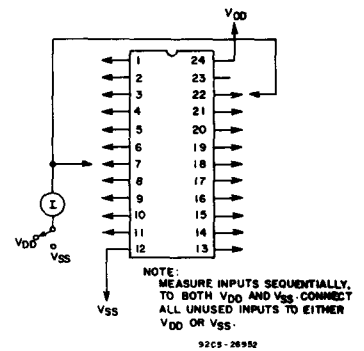 VDD
1 24
2 23
3 22
4 21
5 20
6 19
7 18
8 17
9 16
10 15
11 14
12 13
I
VDD
VSS
VSS
NOTE:
MEASURE INPUTS SEQUENTIALLY,
TO BOTH VDD AND VSS. CONNECT
ALL UNUSED INPUTS TO EITHER
VDD OR VSS.
92CS-26952